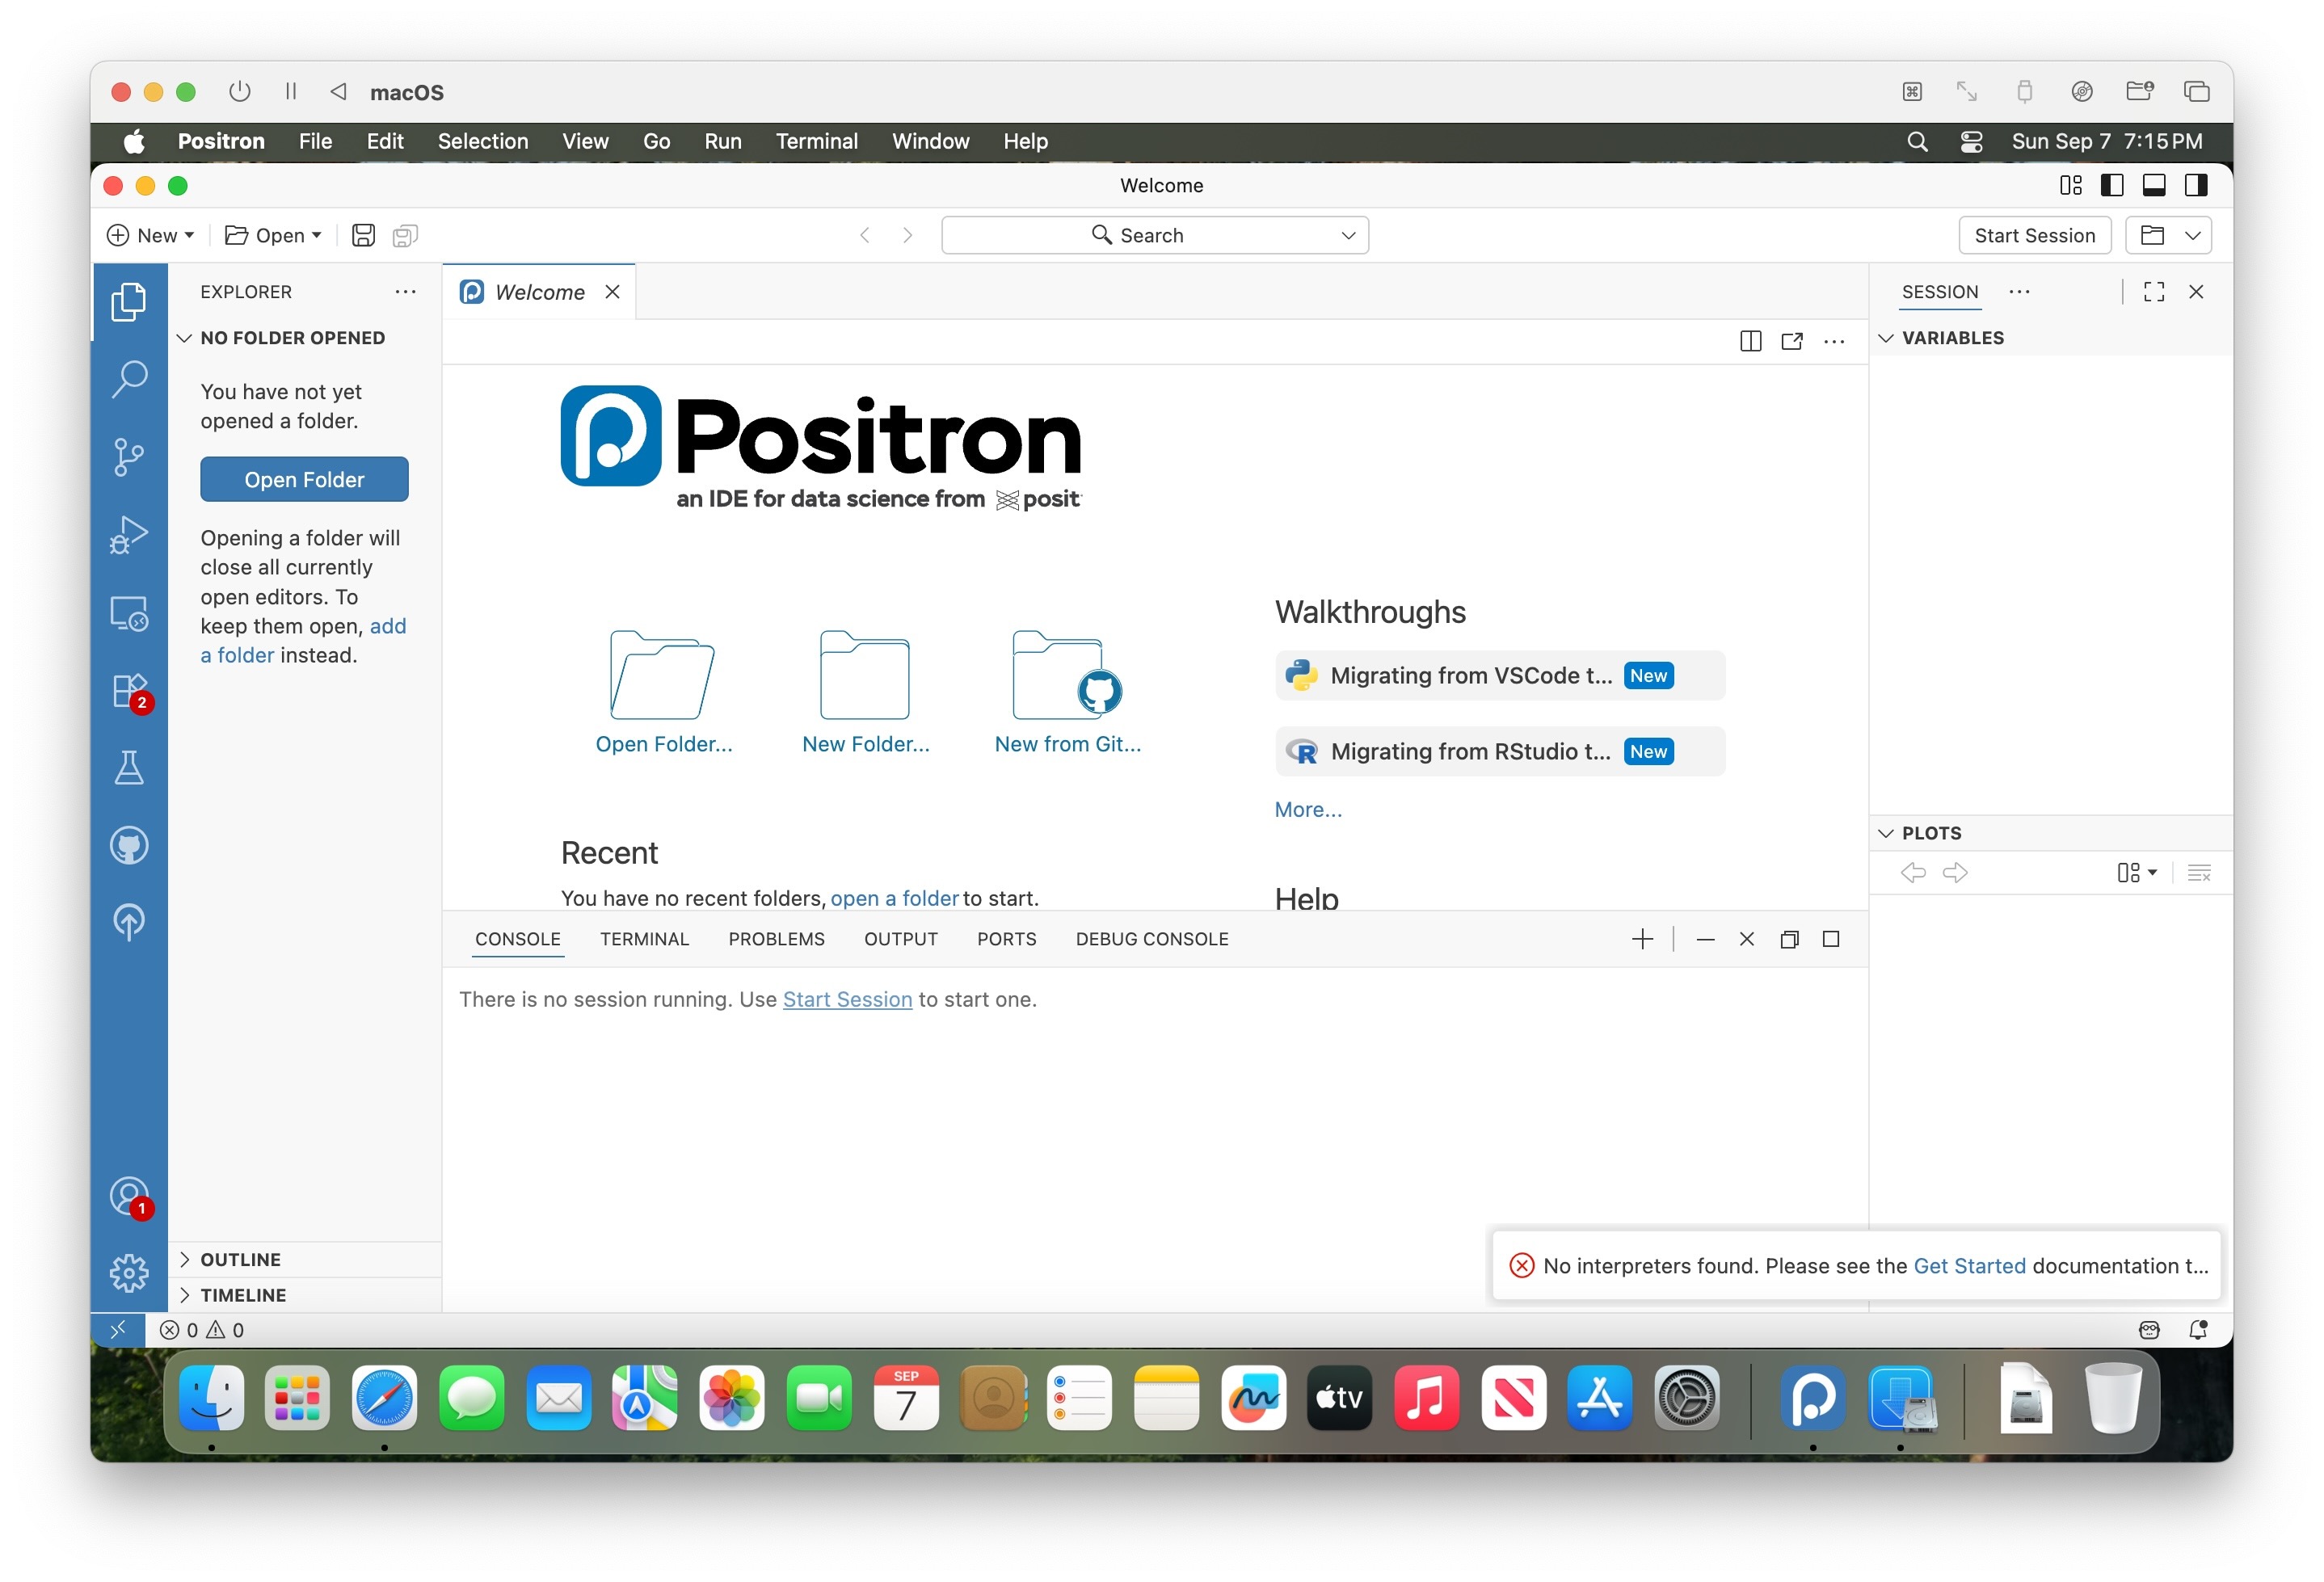 macOS
Positron File Edit Selection View Go Run Terminal Window Help Sun Sep 7 7:15 PM
Welcome
New Open Search Start Session
EXPLORER
NO FOLDER OPENED
You have not yet
opened a folder.
Open Folder
Opening a folder will
close all currently
open editors. To
keep them open, add
a folder instead.
2
1
OUTLINE
TIMELINE
Welcome
Positron
an IDE for data science from posit
Open Folder... New Folder... New from Git...
Recent
You have no recent folders, open a folder to start.
Walkthroughs
Migrating from VSCode t... New
Migrating from RStudio t... New
More...
Help
CONSOLE TERMINAL PROBLEMS OUTPUT PORTS DEBUG CONSOLE
There is no session running. Use Start Session to start one.
SESSION
VARIABLES
PLOTS
No interpreters found. Please see the Get Started documentation t...
0 0
SEP
7
tv